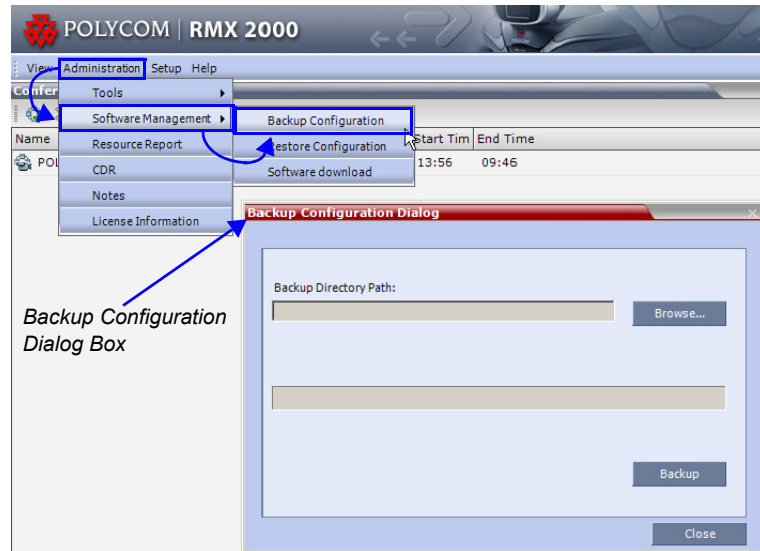 POLYCOM | RMX 2000
View Administration Setup Help
Confer
Tools
Software Management
Backup Configuration
Name
Resource Report
Restore Configuration
Start Tim End Time
POL
CDR
Software download
13:56 09:46
Notes
License Information
Backup Configuration Dialog
Backup Directory Path:
Browse...
Backup Configuration
Dialog Box
Backup
Close